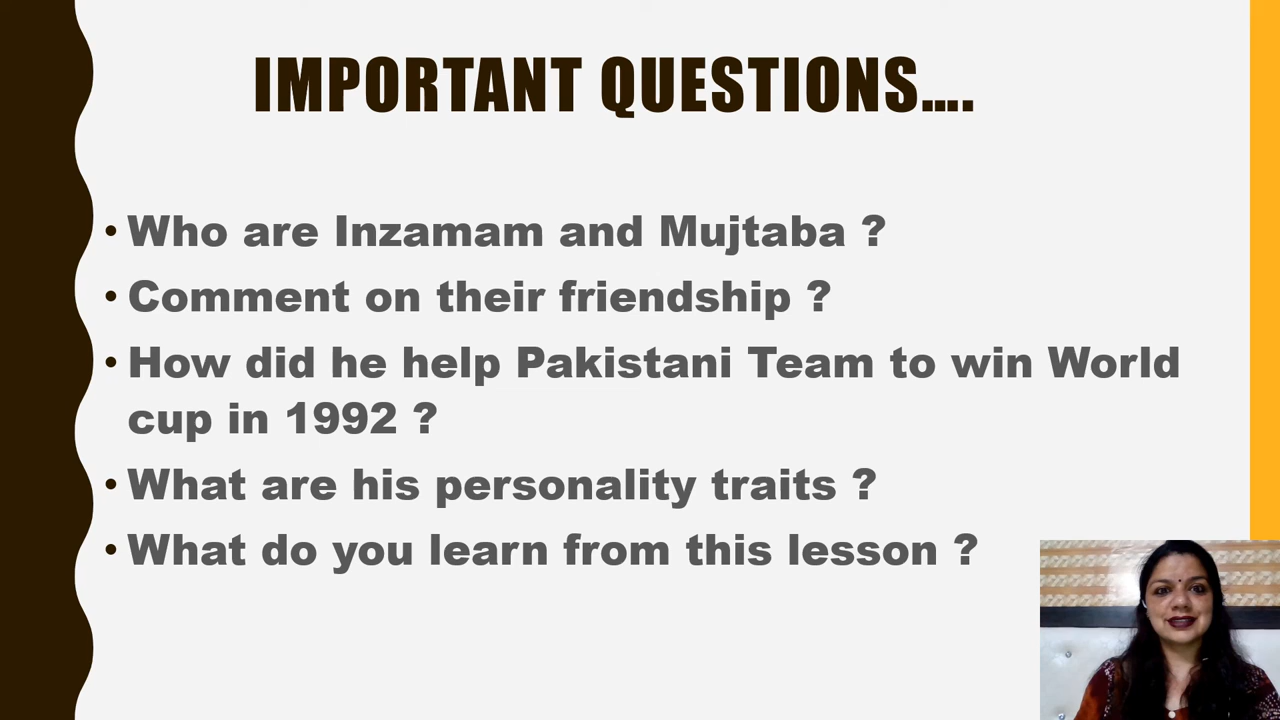 IMPORTANT QUESTIONS....
• Who are Inzamam and Mujtaba ?
• Comment on their friendship ?
• How did he help Pakistani Team to win World
cup in 1992 ?
• What are his personality traits ?
• What do you learn from this lesson ?